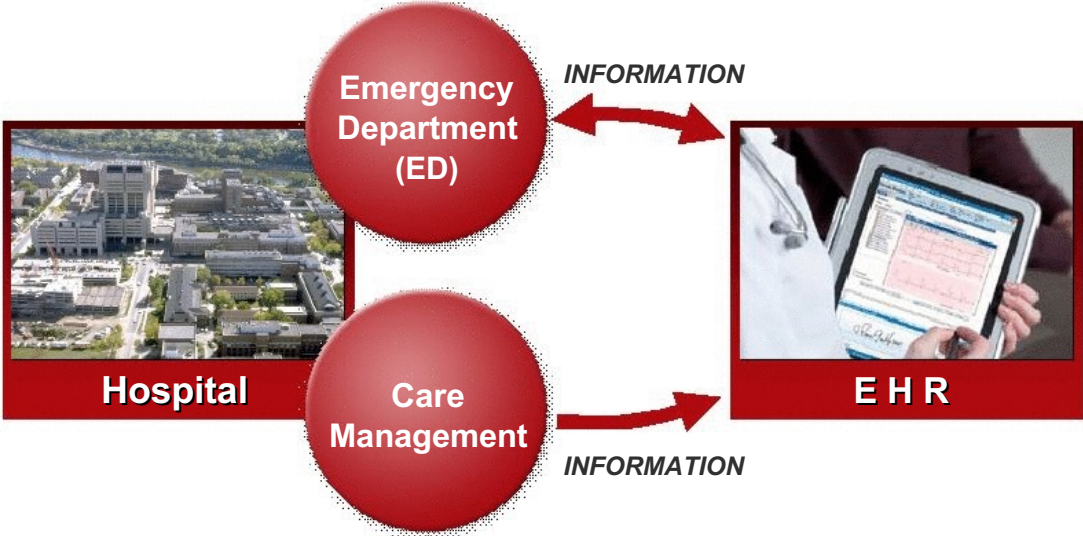 Emergency
Department
(ED)
INFORMATION
Hospital
E H R
Care
Management
INFORMATION